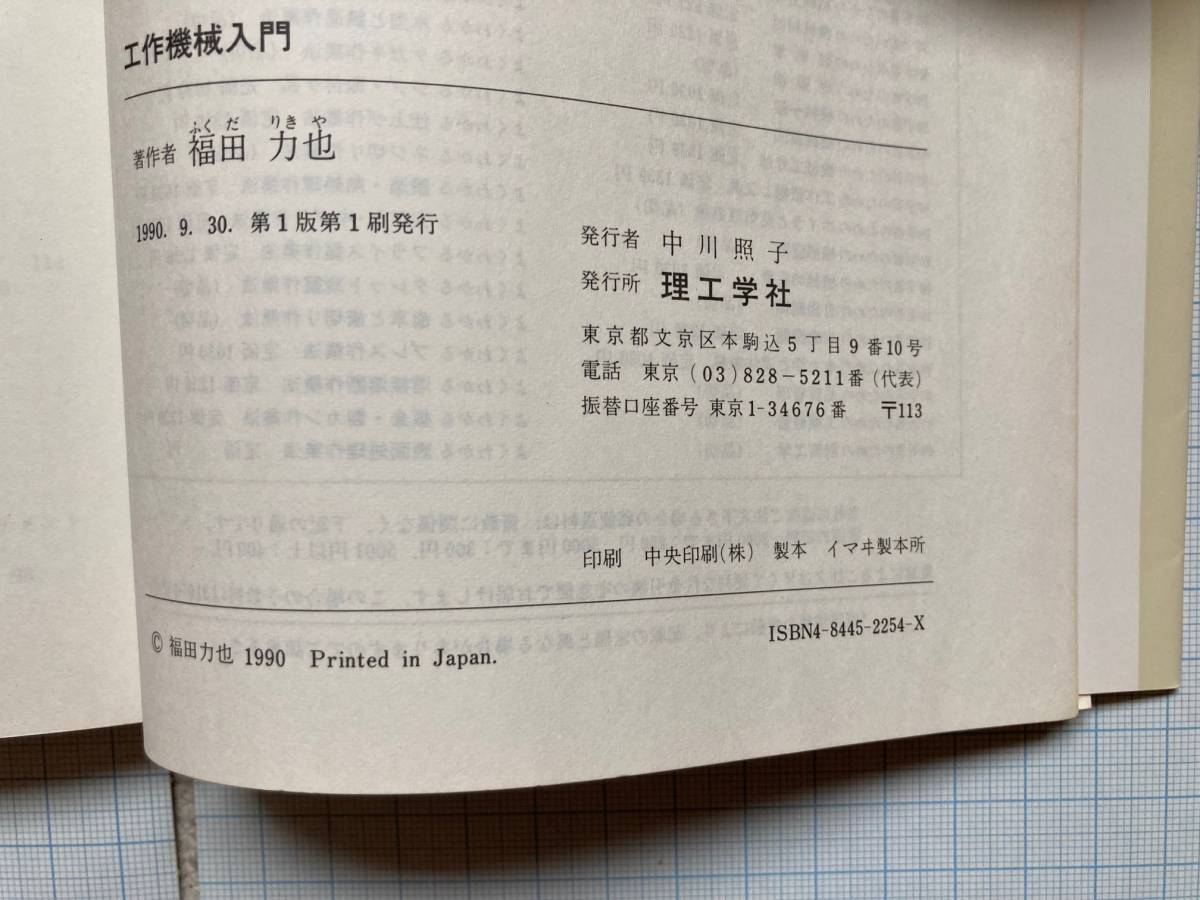 工作機械入門
ふく だ りき や
著作者 福田 力也
1990. 9. 30. 第1版第1刷発行
発行者 中川照子
発行所 理工学社
東京都文京区本駒込5丁目9番10号
電話 東京(03)828-5211番(代表)
振替口座番号 東京1-34676番 〒113
印刷 中央印刷(株) 製本 イマヰ製本所
ISBN4-8445-2254-X
© 福田力也 1990 Printed in Japan.